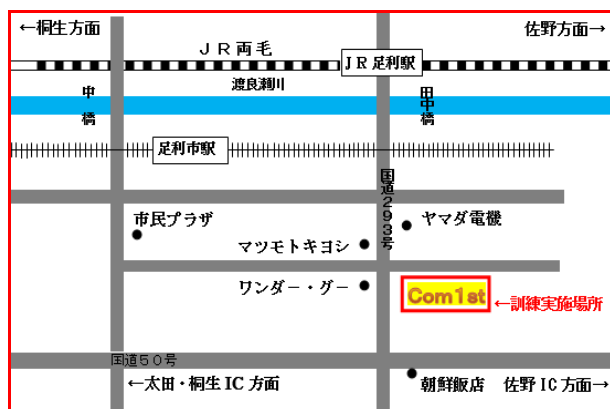 ←桐生方面
佐野方面→
ＪＲ両毛
ＪＲ足利駅
中橋
渡良瀬川
田中橋
足利市駅
国道293号
市民プラザ
ヤマダ電機
マツモトキヨシ
ワンダー・グー
Com1st
←訓練実施場所
国道50号
←太田・桐生IC方面
朝鮮飯店
佐野IC方面→